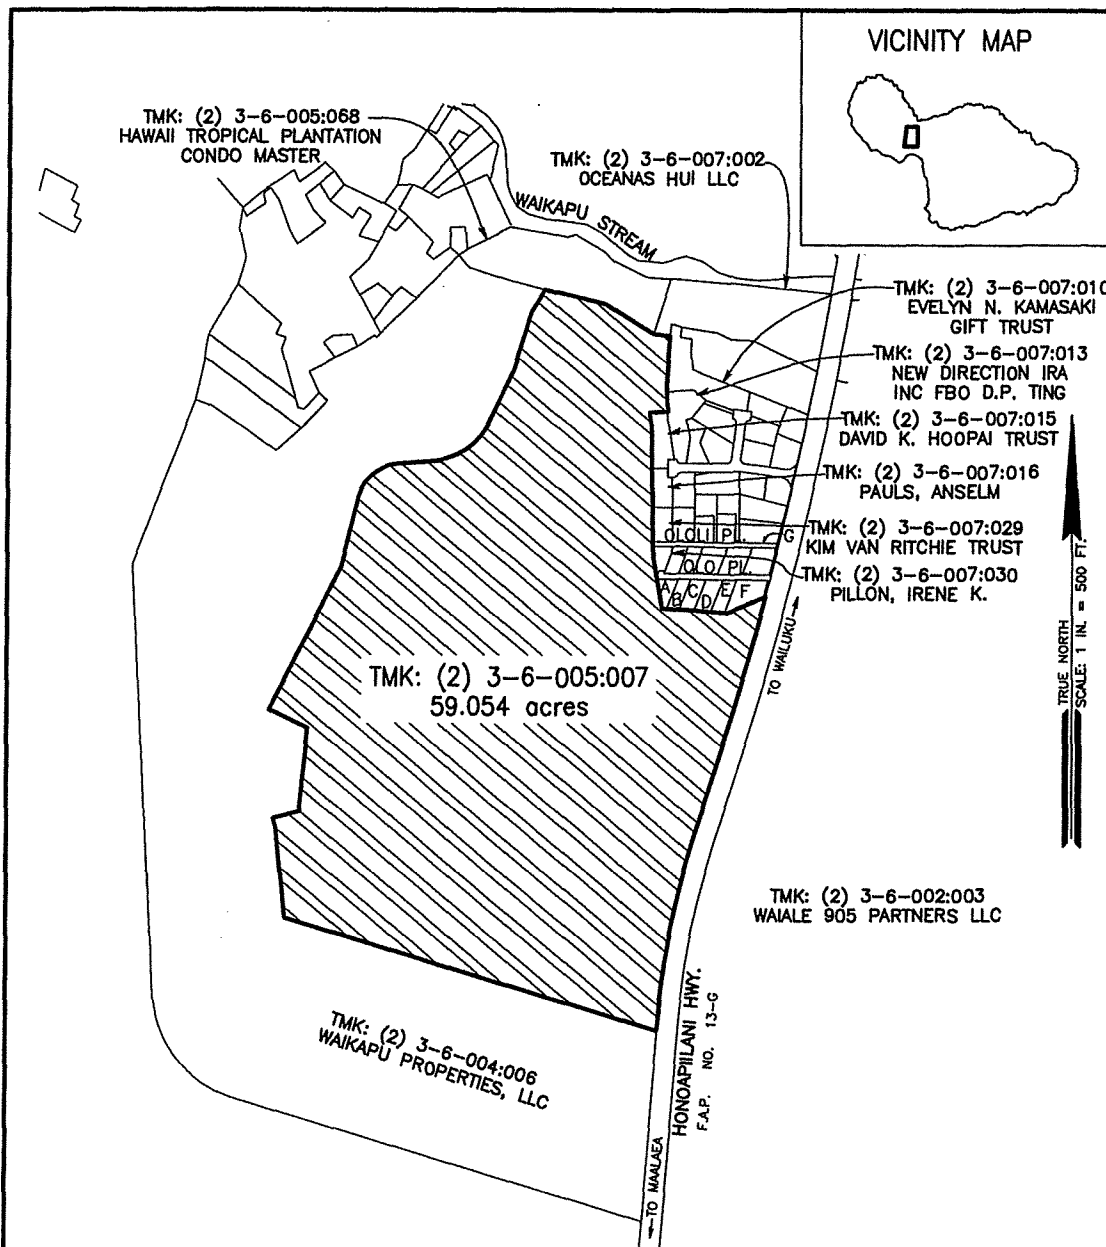 VICINITY MAP
TMK: (2) 3-6-005:068
HAWAII TROPICAL PLANTATION
CONDO MASTER
TMK: (2) 3-6-007:002
OCEANAS HUI LLC
WAIKAPU STREAM
TMK: (2) 3-6-007:010
EVELYN N. KAMASAKI
GIFT TRUST
TMK: (2) 3-6-007:013
NEW DIRECTION IRA
INC FBO D.P. TING
TMK: (2) 3-6-007:015
DAVID K. HOOPAI TRUST
TMK: (2) 3-6-007:016
PAULS, ANSELM
OLOLI PL.
G
TMK: (2) 3-6-007:029
KIM VAN RITCHIE TRUST
OLO PL.
TMK: (2) 3-6-007:030
PILLON, IRENE K.
A B C D E F
TO WAILUKU
TRUE NORTH
SCALE: 1 IN. = 500 FT.
TMK: (2) 3-6-005:007
59.054 acres
TMK: (2) 3-6-002:003
WAIALE 905 PARTNERS LLC
TMK: (2) 3-6-004:006
WAIKAPU PROPERTIES, LLC
HONOAPIILANI HWY.
F.A.P. NO. 13-G
TO MAALAEA